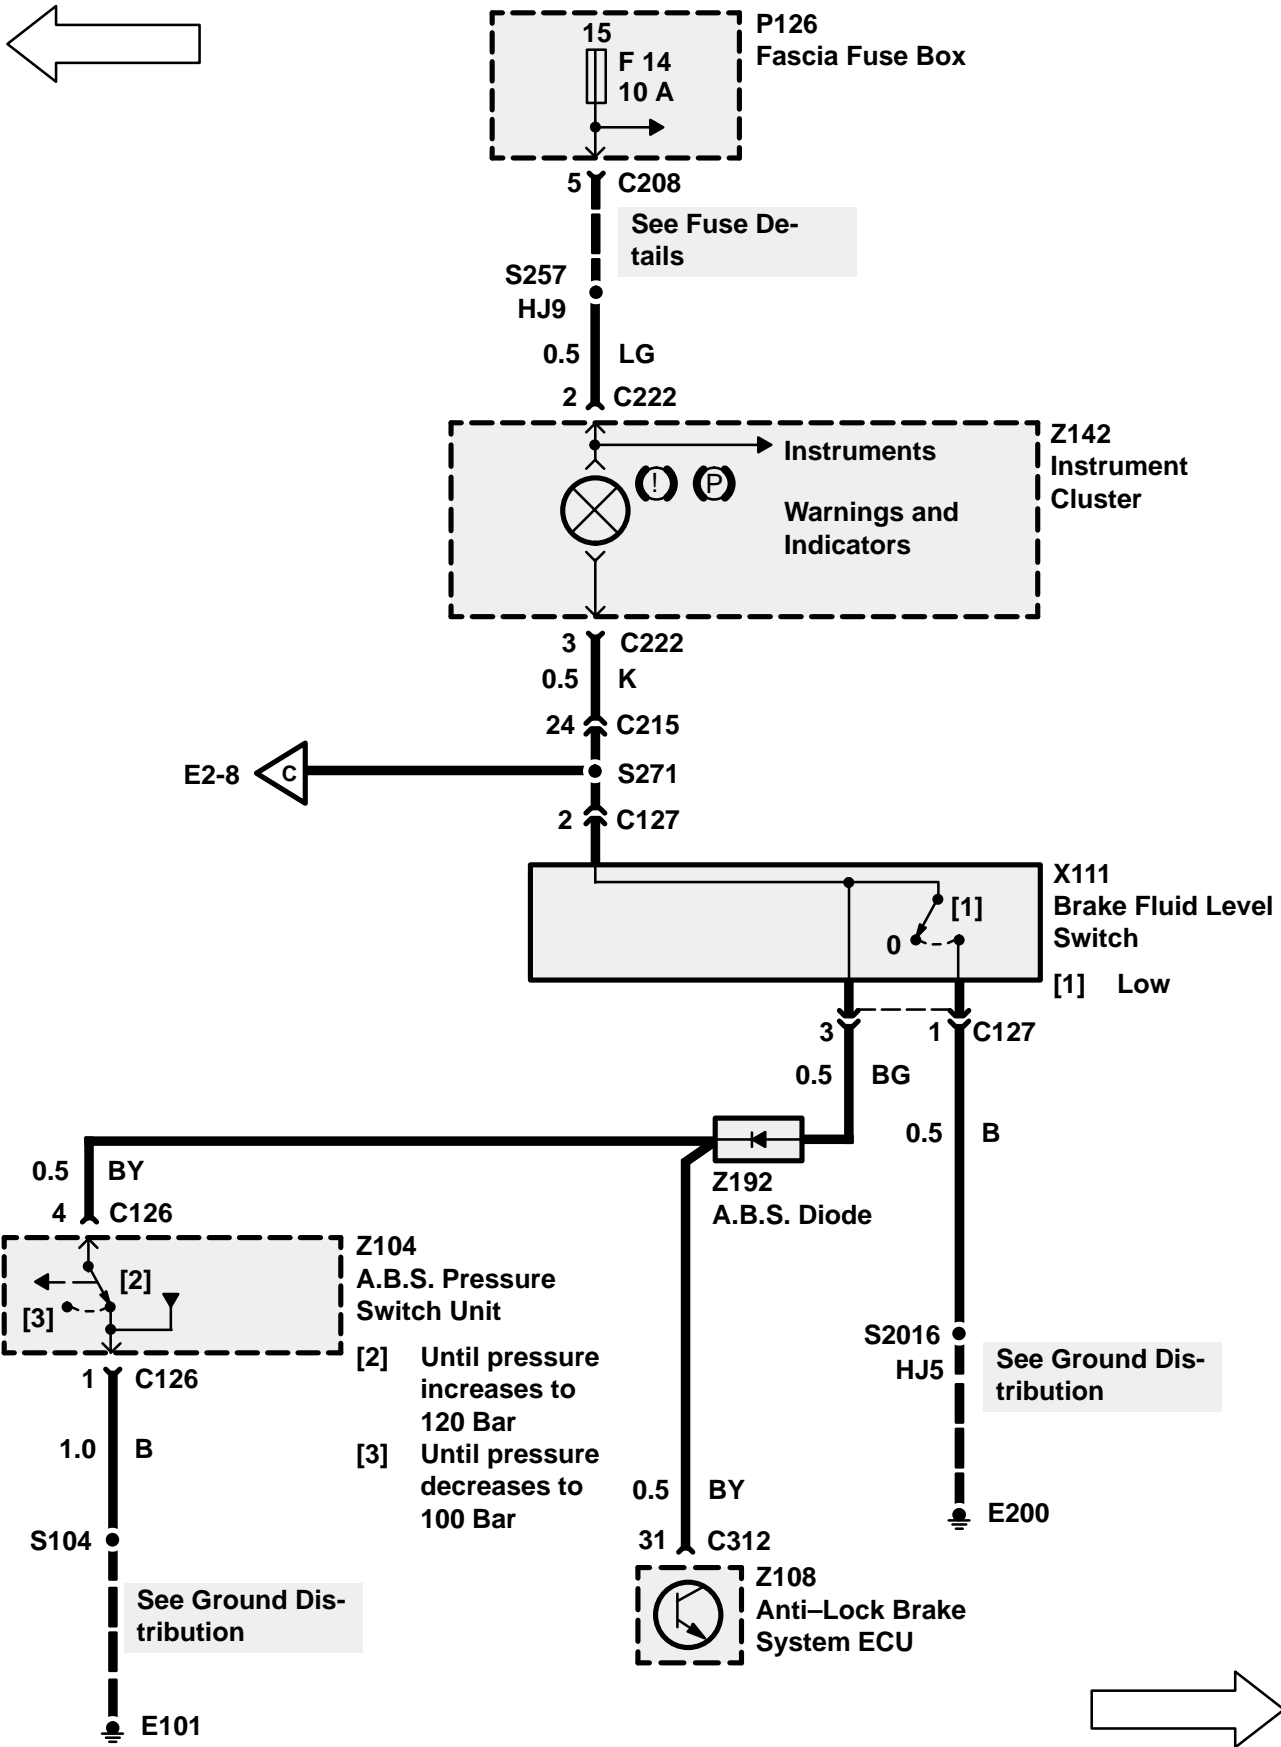 P126
Fascia Fuse Box
15
F 14
10 A
5 C208
See Fuse De-
tails
S257
HJ9
0.5 LG
2 C222
Z142
Instrument
Cluster
Instruments
! P
Warnings and
Indicators
3 C222
0.5 K
24 C215
E2-8 C S271
2 C127
X111
Brake Fluid Level
Switch
[1] Low
[1]
0
3 1 C127
0.5 BG
0.5 B
Z192
A.B.S. Diode
0.5 BY
4 C126
Z104
A.B.S. Pressure
Switch Unit
[2]
[3]
[2] Until pressure
increases to
120 Bar
[3] Until pressure
decreases to
100 Bar
1 C126
1.0 B
S104
See Ground Dis-
tribution
E101
S2016
HJ5
See Ground Dis-
tribution
E200
0.5 BY
31 C312
Z108
Anti–Lock Brake
System ECU